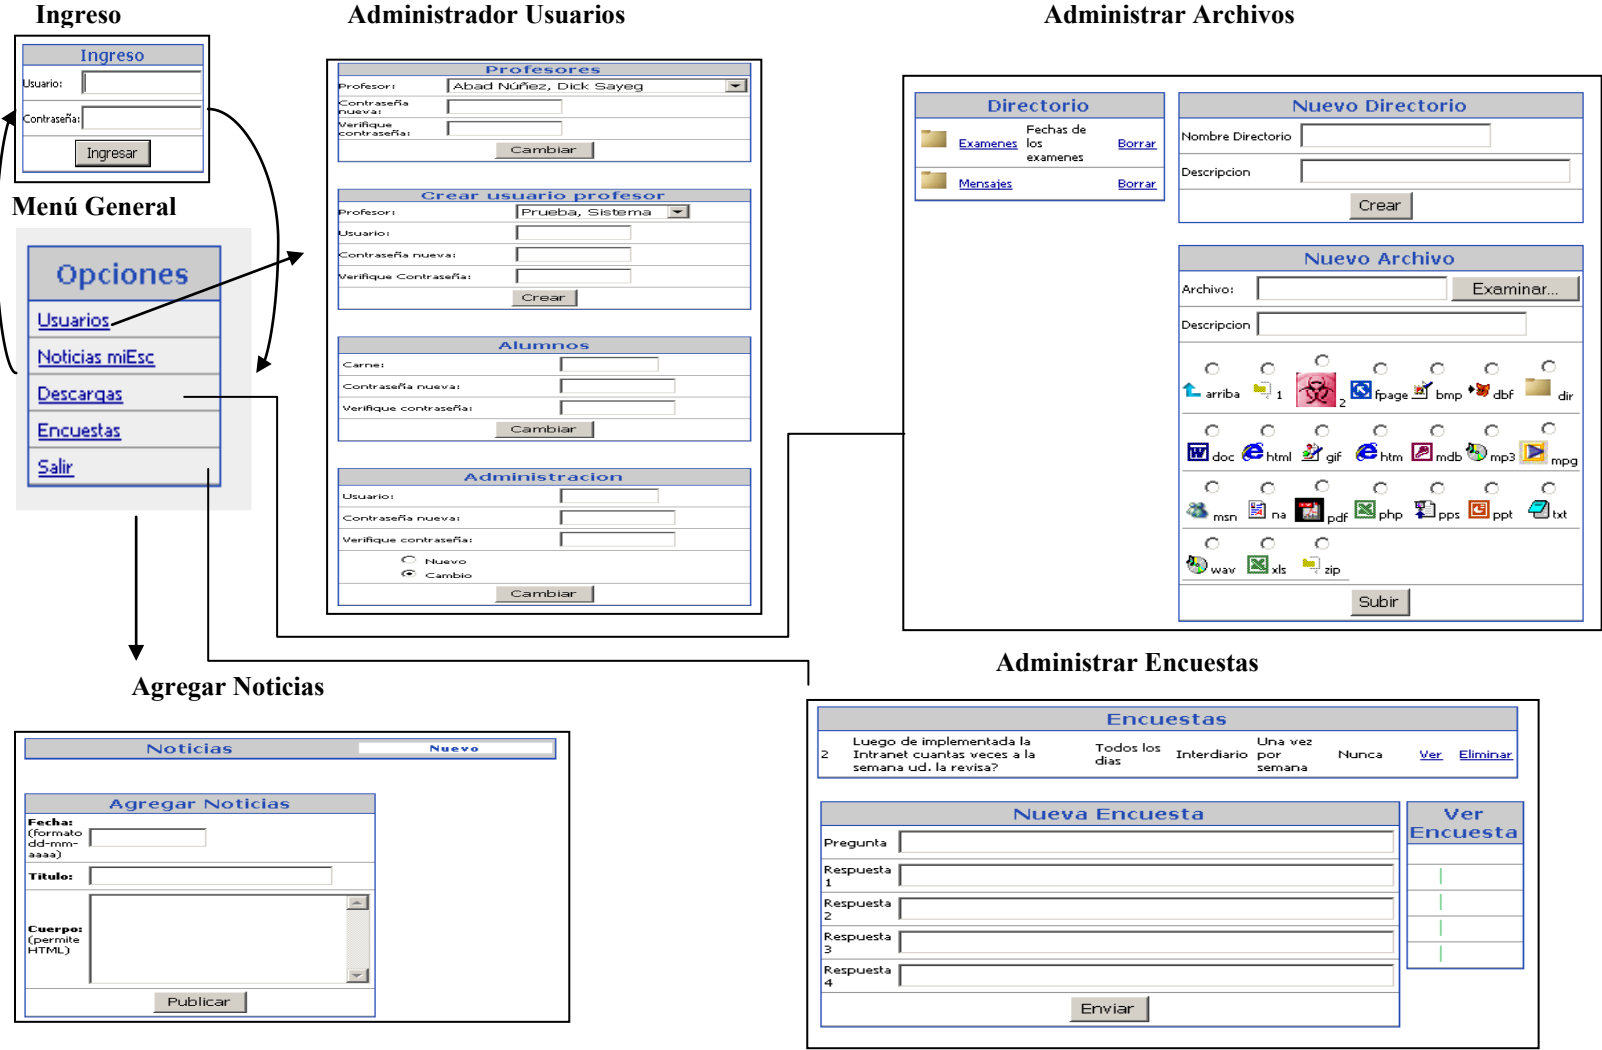 Ingreso
Ingreso
Usuario:
Contraseña:
Ingresar
Menú General
Opciones
Usuarios
Noticias miEsc
Descargas
Encuestas
Salir
Administrador Usuarios
Profesores
Profesor: Abad Núñez, Dick Sayeg
Contraseña
nueva:
Verifique
contraseña:
Cambiar
Crear usuario profesor
Profesor: Prueba, Sistema
Usuario:
Contraseña nueva:
Verifique Contraseña:
Crear
Alumnos
Carne:
Contraseña nueva:
Verifique contraseña:
Cambiar
Administracion
Usuario:
Contraseña nueva:
Verifique contraseña:
Nuevo
Cambio
Cambiar
Administrar Archivos
Directorio
Examenes Fechas de
los
examenes Borrar
Mensajes Borrar
Nuevo Directorio
Nombre Directorio
Descripcion
Crear
Nuevo Archivo
Archivo: Examinar...
Descripcion
arriba 1 2 fpage bmp dbf dir
doc html gif htm mdb mp3 mpg
msn na pdf php pps ppt txt
wav xls zip
Subir
Agregar Noticias
Noticias Nuevo
Agregar Noticias
Fecha:
(formato
dd-mm-
aaaa)
Titulo:
Cuerpo:
(permite
HTML)
Publicar
Administrar Encuestas
Encuestas
2 Luego de implementada la
Intranet cuantas veces a la
semana ud. la revisa?
Todos los
dias
Interdiario
Una vez
por
semana
Nunca
Ver Eliminar
Nueva Encuesta
Pregunta
Respuesta
1
Respuesta
2
Respuesta
3
Respuesta
4
Enviar
Ver
Encuesta